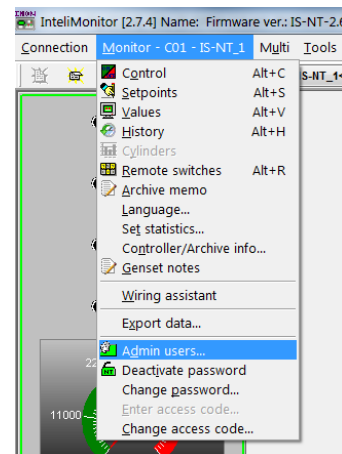 InteliMonitor [2.7.4] Name: Firmware ver.: IS-NT-2.6
Connection Monitor - C01 - IS-NT_1 Multi Tools
S-NT_1
Control Alt+C
Setpoints Alt+S
Values Alt+V
History Alt+H
Cylinders
Remote switches Alt+R
Archive memo
Language...
Set statistics...
Controller/Archive info...
Genset notes
Wiring assistant
Export data...
Admin users...
Deactivate password
Change password...
Enter access code...
Change access code...
22
11000